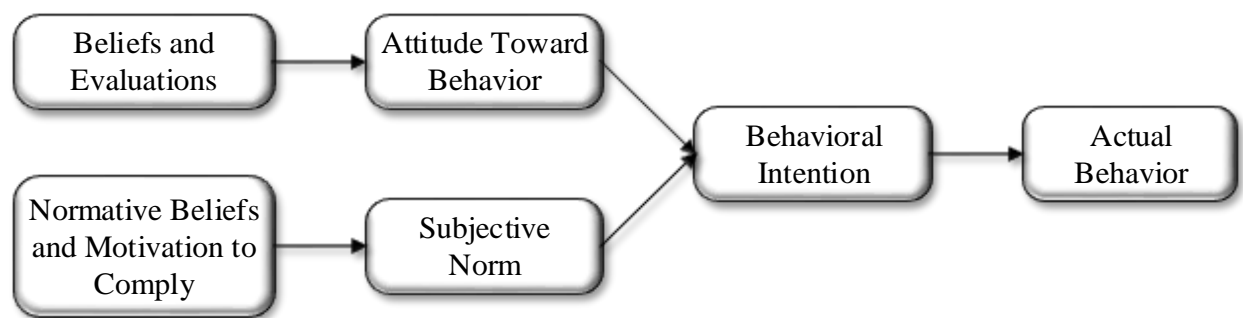 Beliefs and
Evaluations
Attitude Toward
Behavior
Normative Beliefs
and Motivation to
Comply
Subjective
Norm
Behavioral
Intention
Actual
Behavior